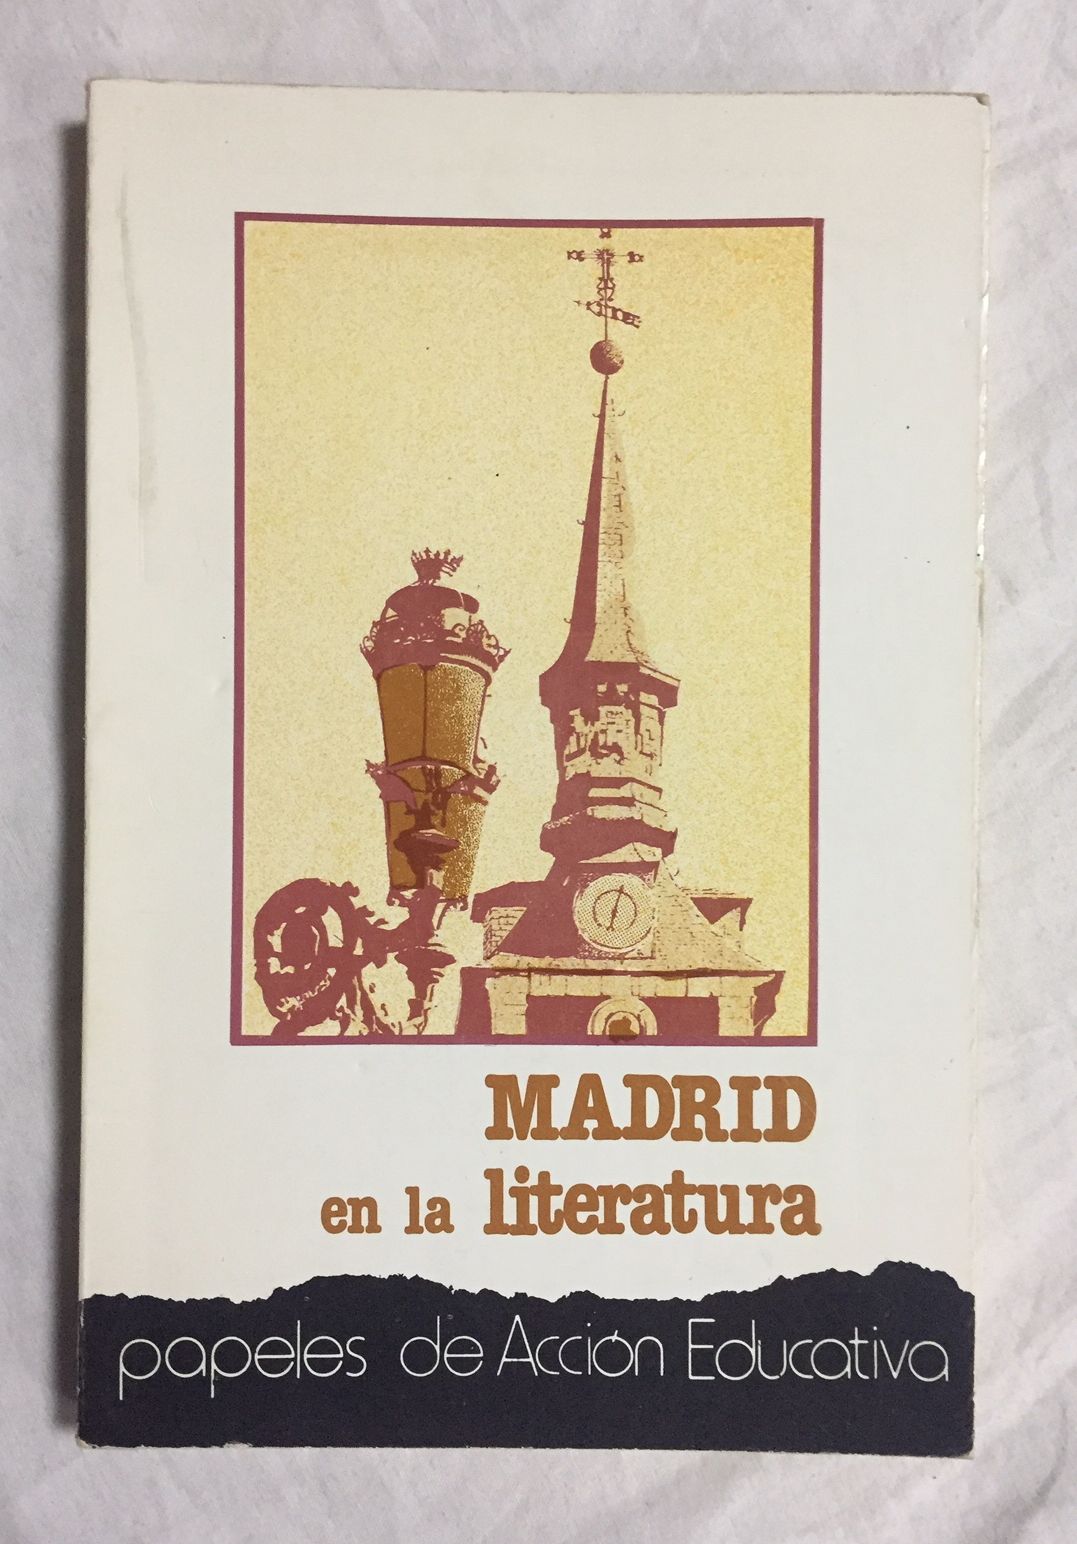 MADRID
en la literatura
papeles de Acción Educativa